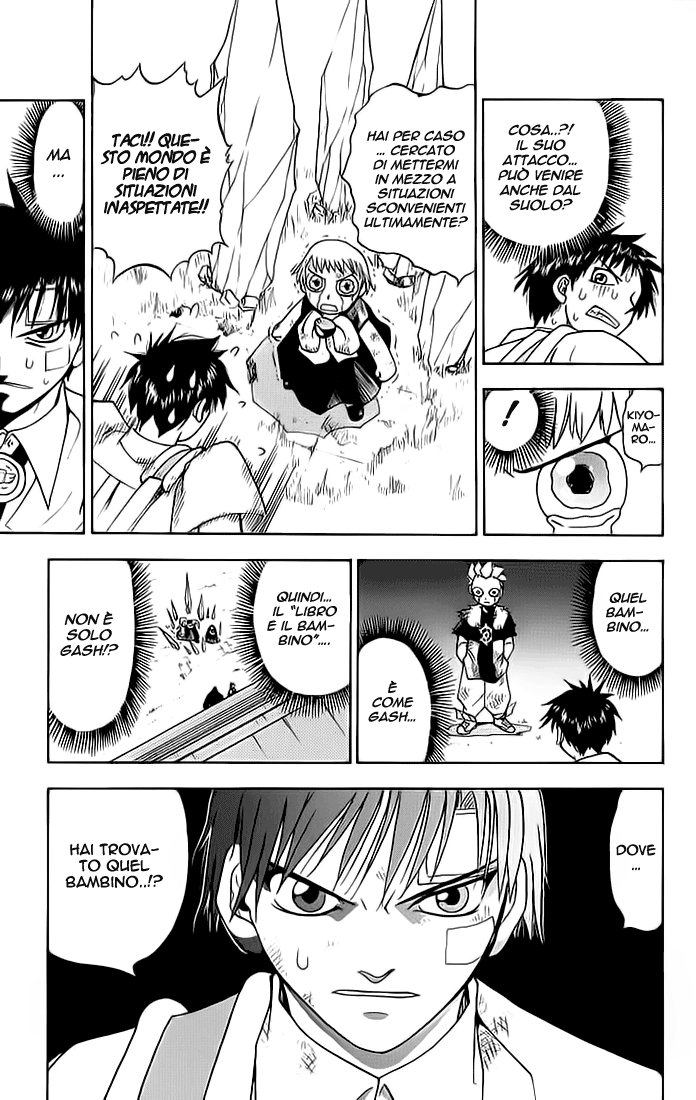 COSA..?!
IL SUO
ATTACCO...
PUÒ VENIRE
ANCHE DAL
SUOLO?
!
KIYO-
MA-
RO...
HAI PER CASO
... CERCATO
DI METTERMI
IN MEZZO A
SITUAZIONI
SCONVENIENTI
ULTIMAMENTE?
TACI!! QUE-
STO MONDO È
PIENO DI
SITUAZIONI
INASPETTATE!!
MA
...
QUEL
BAM-
BINO...
È
COME
GASH...
QUINDI...
IL "LIBRO
E IL BAM-
BINO"....
NON È
SOLO
GASH!?
DOVE
...
HAI TROVA-
TO QUEL
BAMBINO..!?